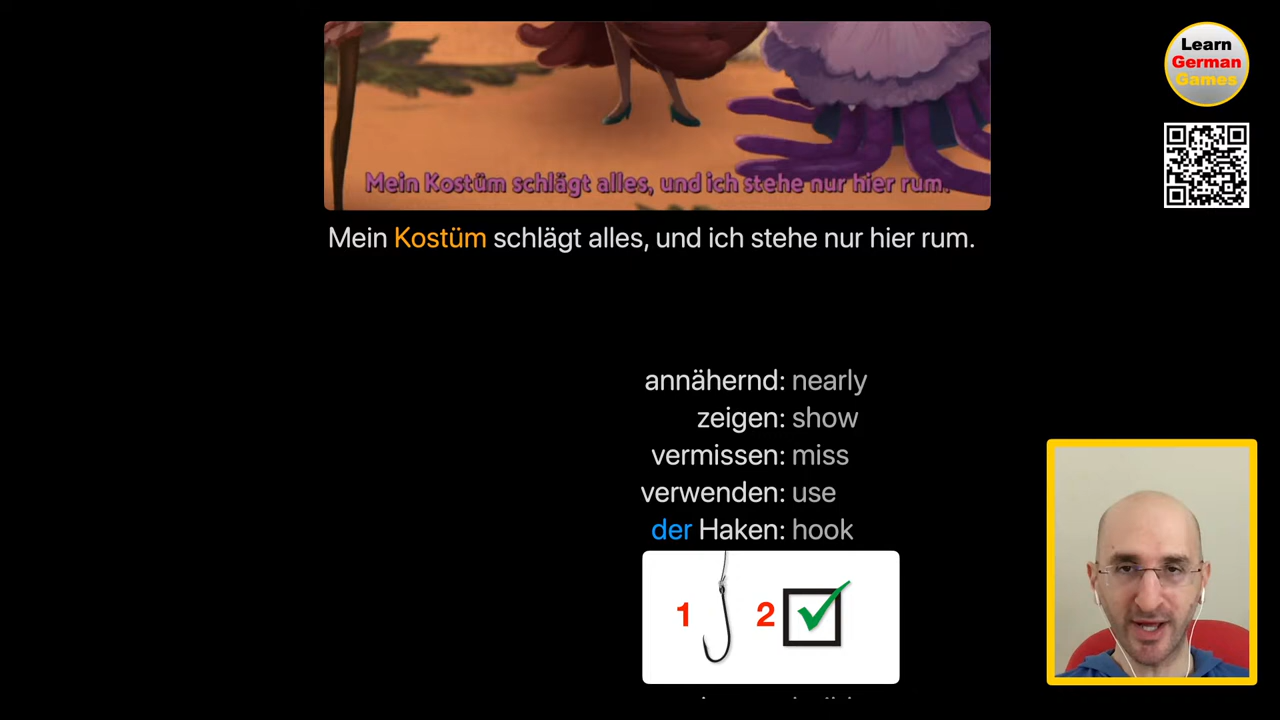 Learn
German
Games
Mein Kostüm schlägt alles, und ich stehe nur hier rum.
Mein Kostüm schlägt alles, und ich stehe nur hier rum.
annähernd: nearly
zeigen: show
vermissen: miss
verwenden: use
der Haken: hook
1 2